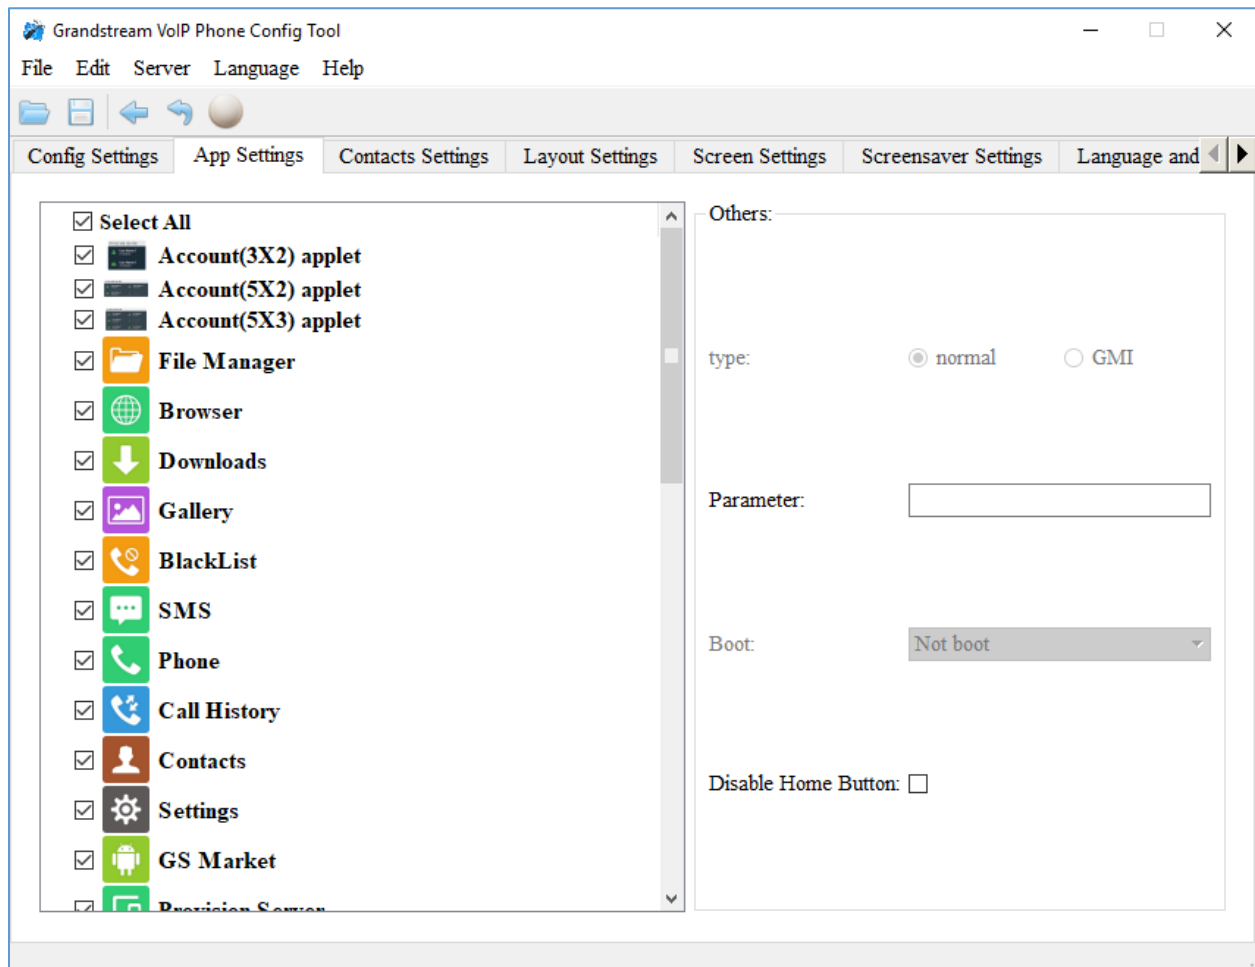 Grandstream VoIP Phone Config Tool
File Edit Server Language Help
Config Settings App Settings Contacts Settings Layout Settings Screen Settings Screensaver Settings Language and
Select All
Account(3X2) applet
Account(5X2) applet
Account(5X3) applet
File Manager
Browser
Downloads
Gallery
BlackList
SMS
Phone
Call History
Contacts
Settings
GS Market
Provision Server
Others:
type: normal GMI
Parameter:
Boot: Not boot
Disable Home Button: